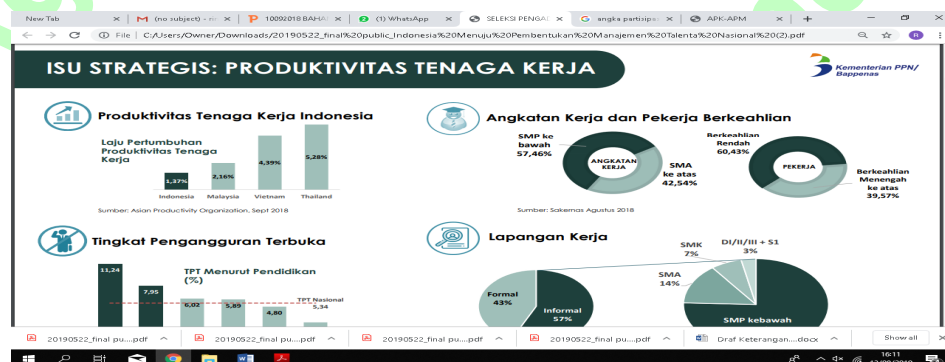 New Tab
(no subject) - rin
10092018 BAHA
(1) WhatsApp
SELEKSI PENGA
angka partisipas
APK-APM
File | C:/Users/Owner/Downloads/20190522_final%20public_Indonesia%20Menuju%20Pembentukan%20Manajemen%20Talenta%20Nasional%20(2).pdf
ISU STRATEGIS: PRODUKTIVITAS TENAGA KERJA
Kementerian PPN/
Bappenas
Produktivitas Tenaga Kerja Indonesia
Laju Pertumbuhan
Produktivitas Tenaga
Kerja
1,37%
2,16%
4,39%
5,28%
Indonesia
Malaysia
Vietnam
Thailand
Sumber: Asian Productivity Organization, Sept 2018
Angkatan Kerja dan Pekerja Berkeahlian
SMP ke
bawah
57,46%
ANGKATAN
KERJA
SMA
ke atas
42,54%
Berkeahlian
Rendah
60,43%
PEKERJA
Berkeahlian
Menengah
ke atas
39,57%
Sumber: Sakernas Agustus 2018
Tingkat Pengangguran Terbuka
TPT Menurut Pendidikan
(%)
11,24
7,95
6,02
5,89
4,80
TPT Nasional
5,34
Lapangan Kerja
Formal
43%
Informal
57%
SMK
7%
DI/II/III + S1
3%
SMA
14%
SMP kebawah
20190522_final pu....pdf
20190522_final pu....pdf
20190522_final pu....pdf
20190522_final pu....pdf
Draf Keterangan....docx
Show all
16:11